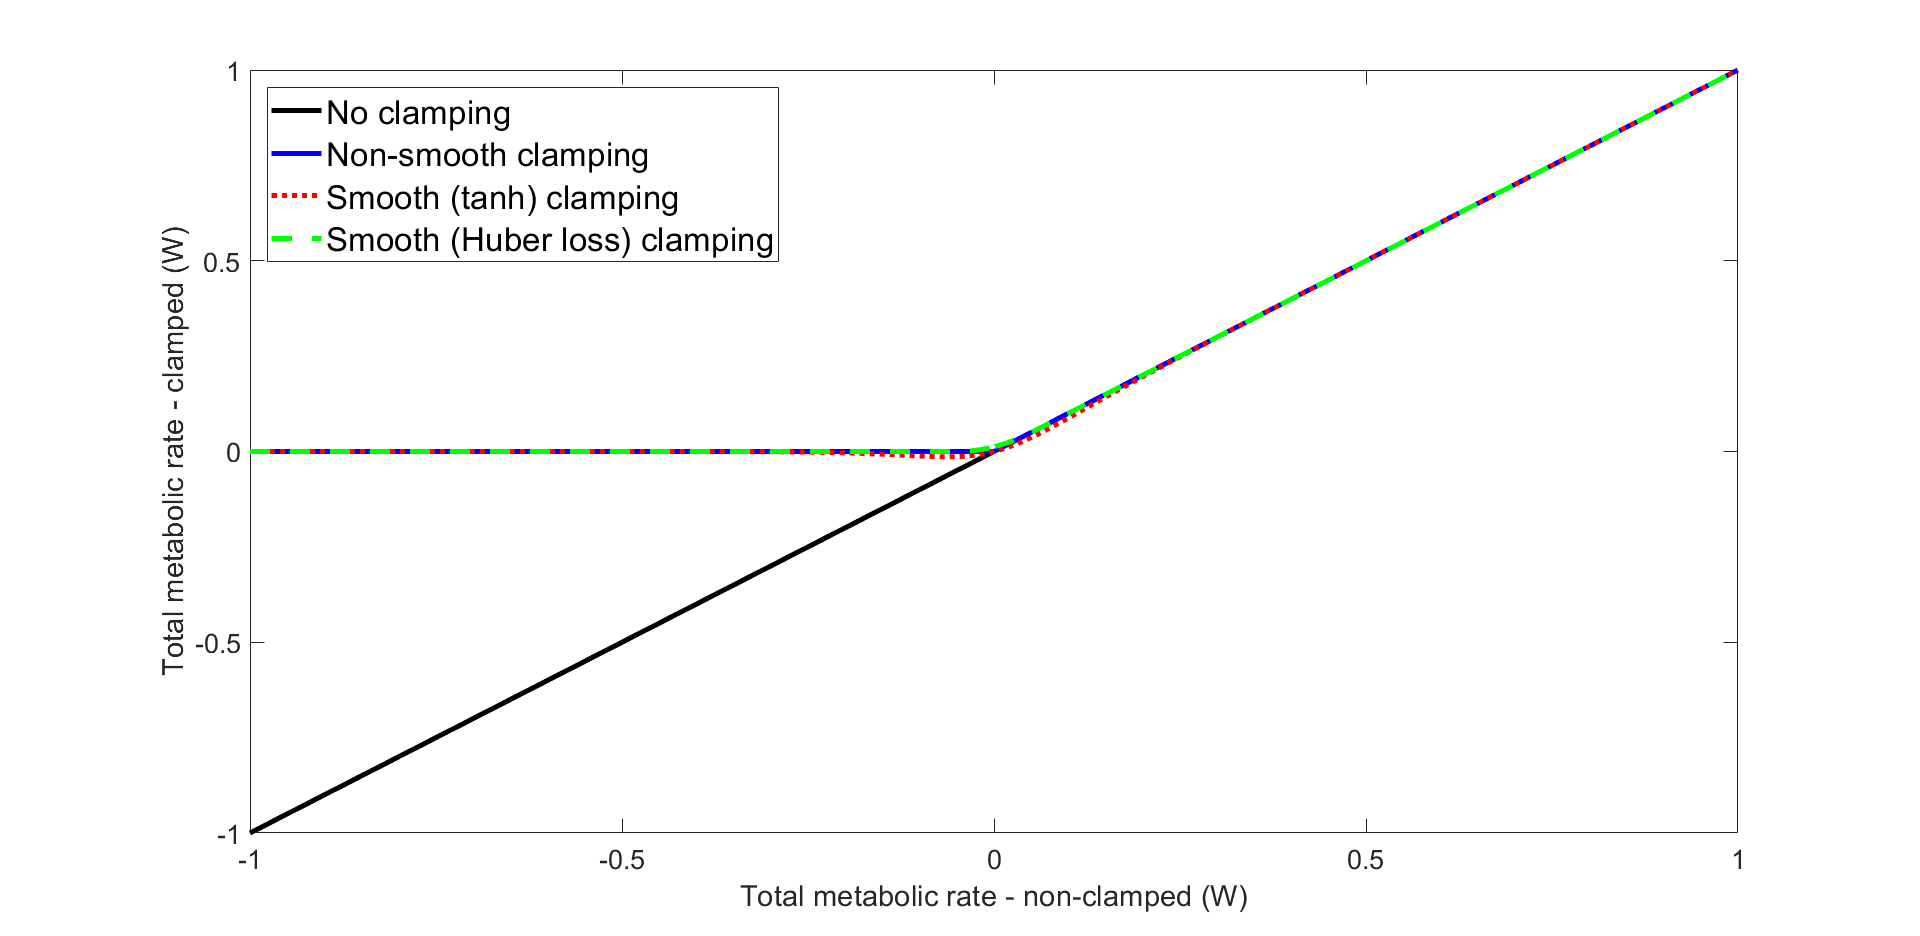 No clamping
Non-smooth clamping
Smooth (tanh) clamping
Smooth (Huber loss) clamping
Total metabolic rate - clamped (W)
1
0.5
0
-0.5
-1
-1
-0.5
0
0.5
1
Total metabolic rate - non-clamped (W)